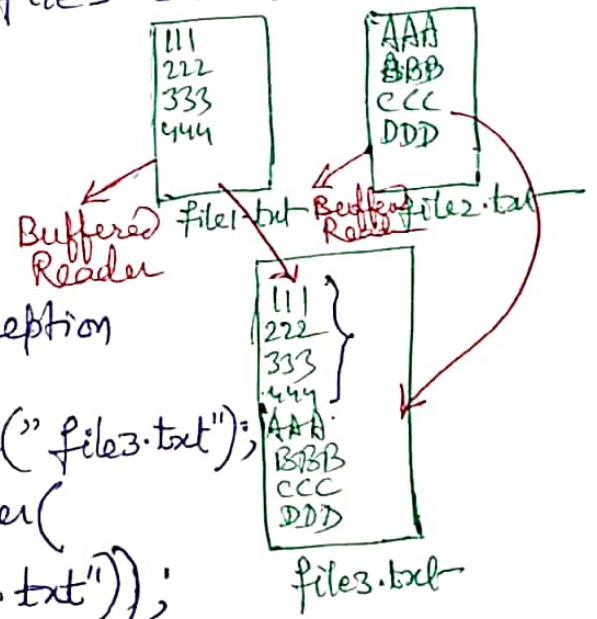 111
222
333
444
AAA
BBB
CCC
DDD
Buffered
Reader
file1.txt
Buffered
file2.txt
eption
111
222
333
444
AAA
BBB
CCC
DDD
("file3.txt");
er(
.txt"));
file3.txt